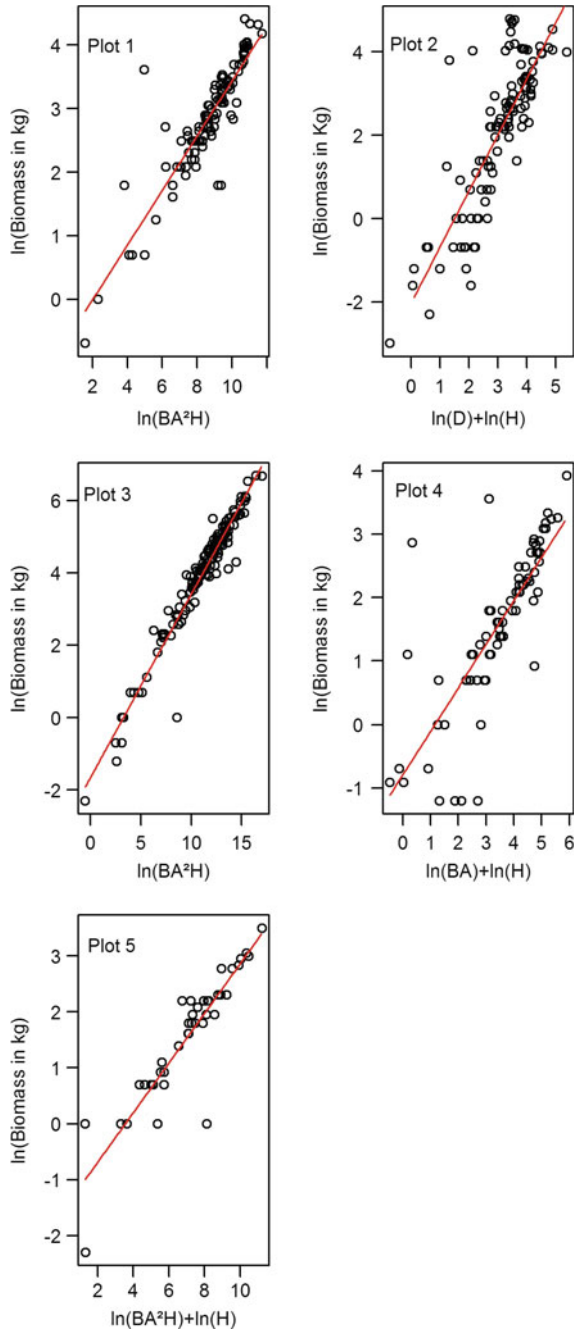 Plot 1
ln(Biomass in kg)
4
3
2
1
0
2 4 6 8 10
ln(BA²H)
Plot 2
ln(Biomass in Kg)
4
2
0
-2
0 1 2 3 4 5
ln(D)+ln(H)
Plot 3
ln(Biomass in kg)
6
4
2
0
-2
0 5 10 15
ln(BA²H)
Plot 4
ln(Biomass in kg)
4
3
2
1
0
-1
0 1 2 3 4 5 6
ln(BA)+ln(H)
Plot 5
ln(Biomass in kg)
3
2
1
0
-1
-2
2 4 6 8 10
ln(BA²H)+ln(H)